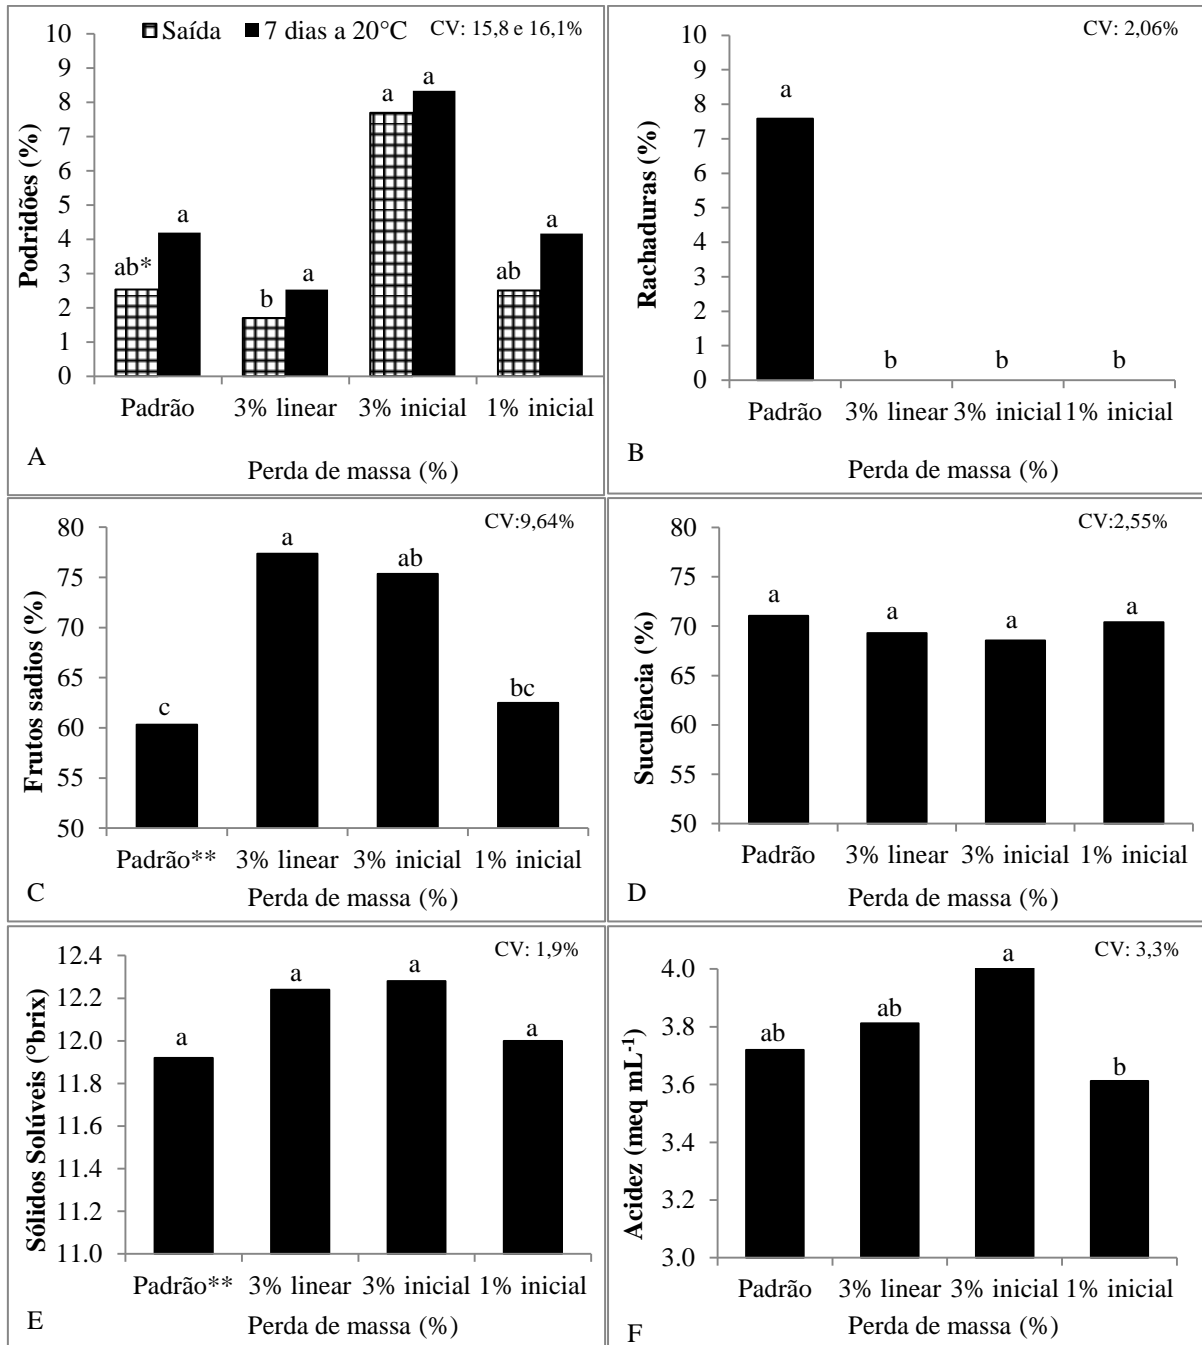 Saída 7 dias a 20°C CV: 15,8 e 16,1%
Podridões (%)
10
9
8
7
6
5
4
3
2
1
0
ab* a b a a a ab a
Padrão 3% linear 3% inicial 1% inicial
A
Perda de massa (%)
CV: 2,06%
Rachaduras (%)
10
9
8
7
6
5
4
3
2
1
0
a b b b
Padrão 3% linear 3% inicial 1% inicial
B
Perda de massa (%)
CV:9,64%
Frutos sadios (%)
80
75
70
65
60
55
50
c a ab bc
Padrão** 3% linear 3% inicial 1% inicial
C
Perda de massa (%)
CV:2,55%
Suculência (%)
80
75
70
65
60
55
50
a a a a
Padrão 3% linear 3% inicial 1% inicial
D
Perda de massa (%)
CV: 1,9%
Sólidos Solúveis (°brix)
12.4
12.2
12.0
11.8
11.6
11.4
11.2
11.0
a a a a
Padrão** 3% linear 3% inicial 1% inicial
E
Perda de massa (%)
CV: 3,3%
Acidez (meq mL-1)
4.0
3.8
3.6
3.4
3.2
3.0
ab ab a b
Padrão 3% linear 3% inicial 1% inicial
F
Perda de massa (%)